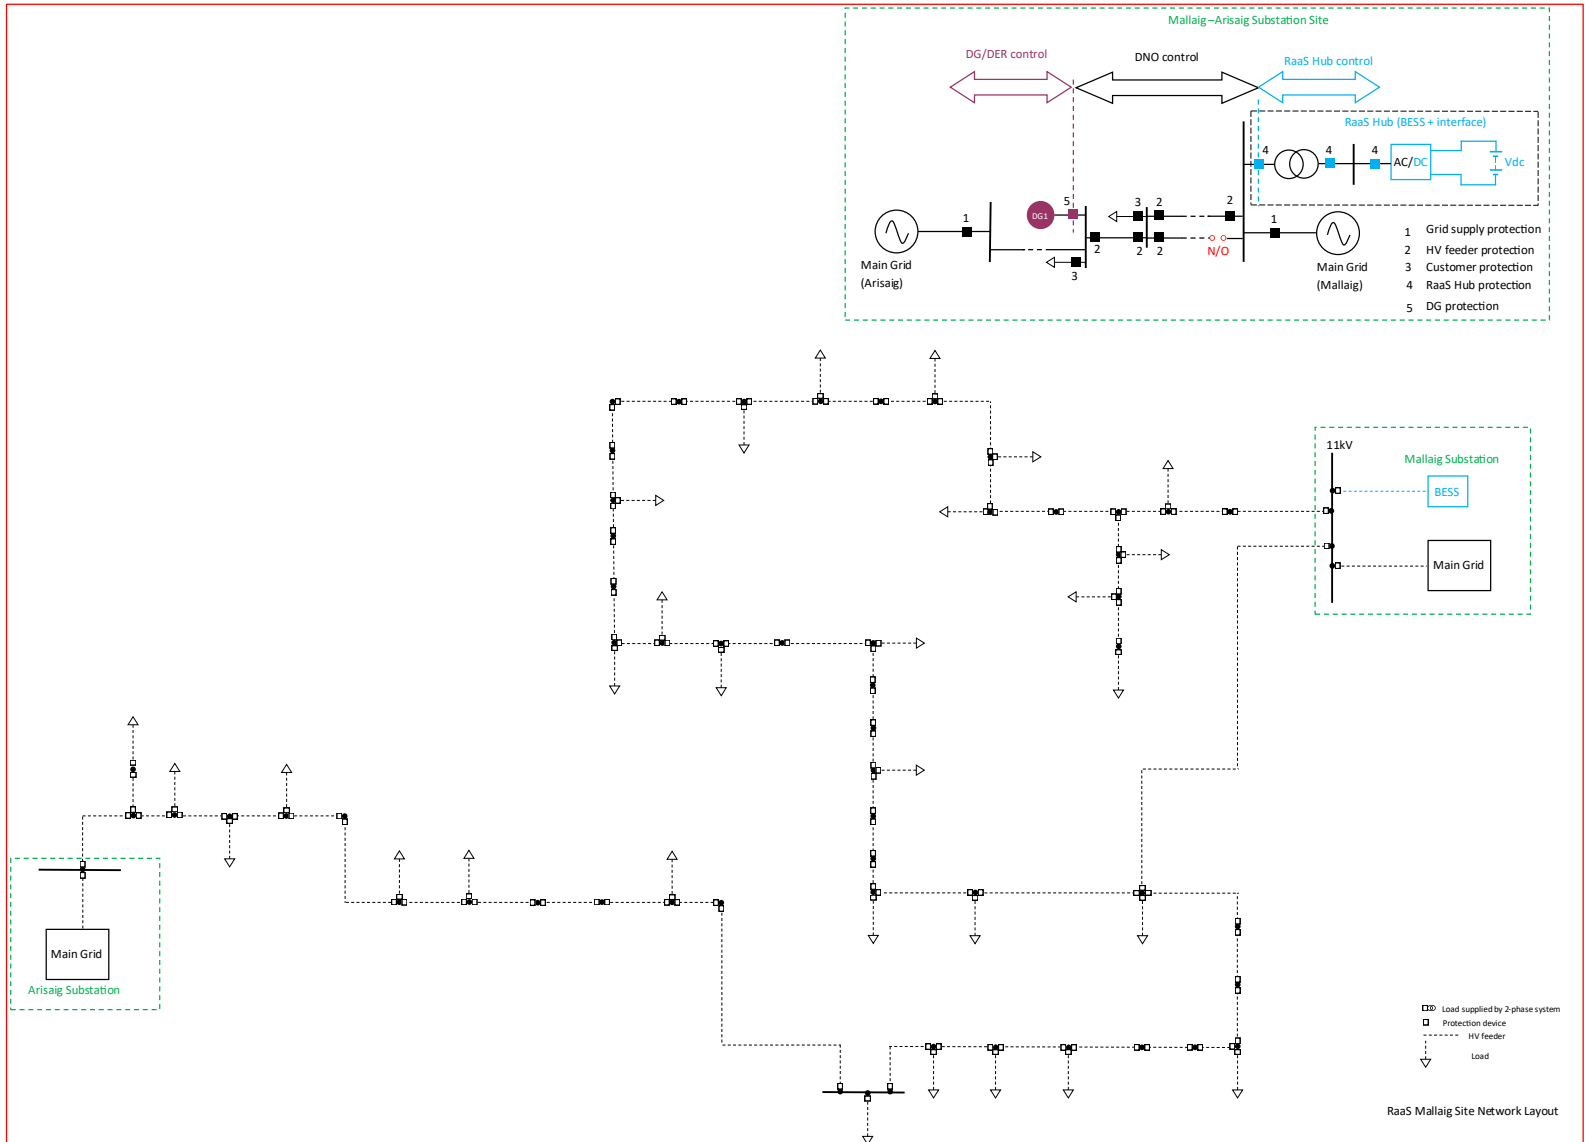 Mallaig–Arisaig Substation Site
DG/DER control
DNO control
RaaS Hub control
RaaS Hub (BESS + interface)
4
4
4
AC/DC
Vdc
DG1
5
3
2
2
1
1
2
2
2
3
N/O
Main Grid
(Arisaig)
Main Grid
(Mallaig)
1 Grid supply protection
2 HV feeder protection
3 Customer protection
4 RaaS Hub protection
5 DG protection
11kV
Mallaig Substation
BESS
Main Grid
Main Grid
Arisaig Substation
Load supplied by 2-phase system
Protection device
HV feeder
Load
RaaS Mallaig Site Network Layout